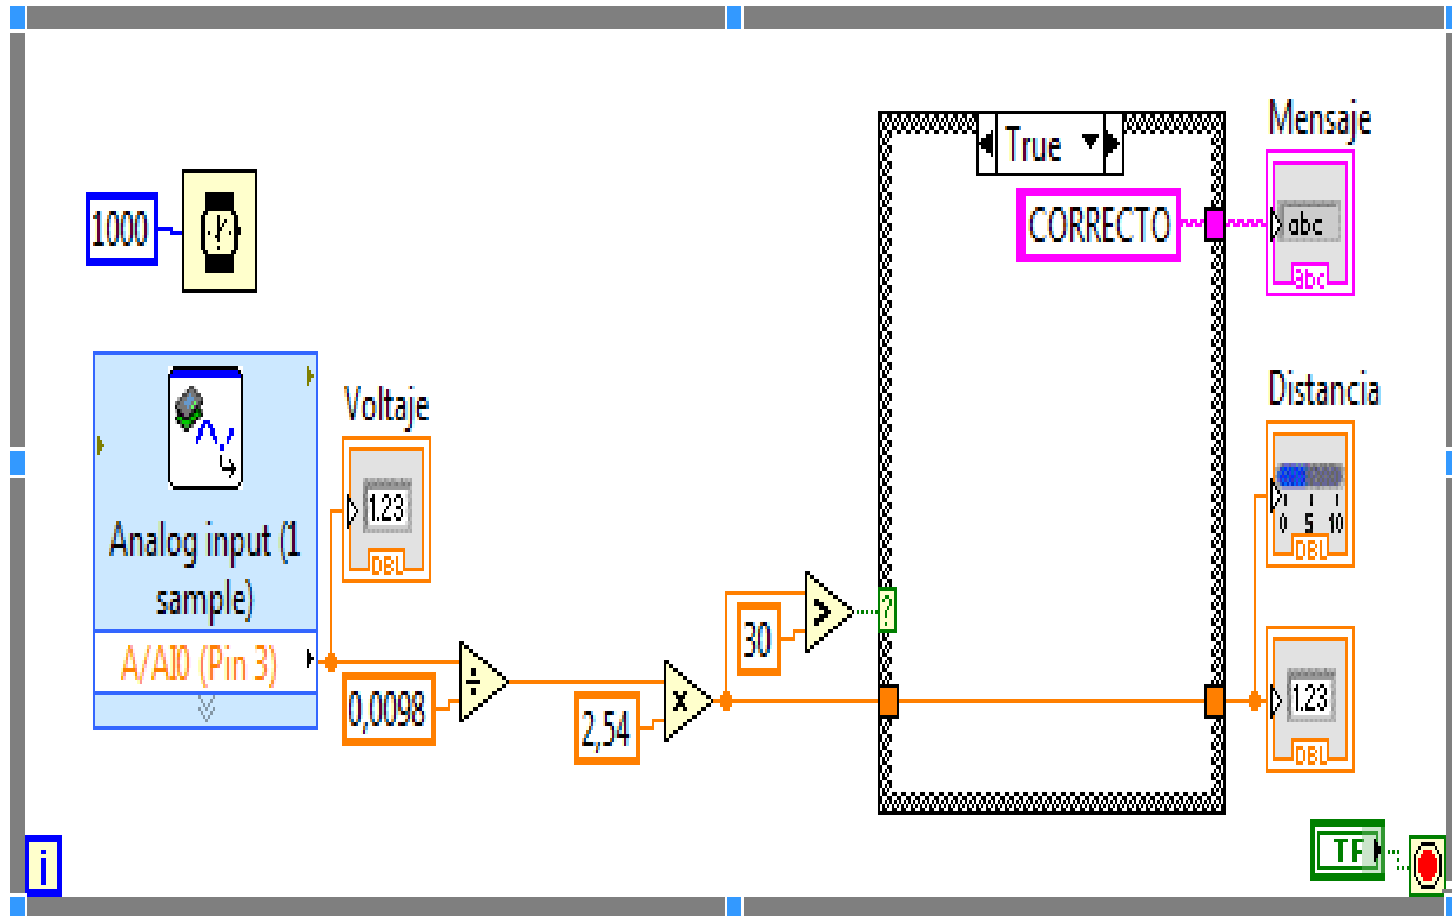 True
Mensaje
CORRECTO
abc
abc
1000
Distancia
0 5 10
DBL
Voltaje
1.23
DBL
Analog input (1
sample)
A/AI0 (Pin 3)
÷
0,0098
2,54
x
30
>
?
1.23
DBL
i
TF